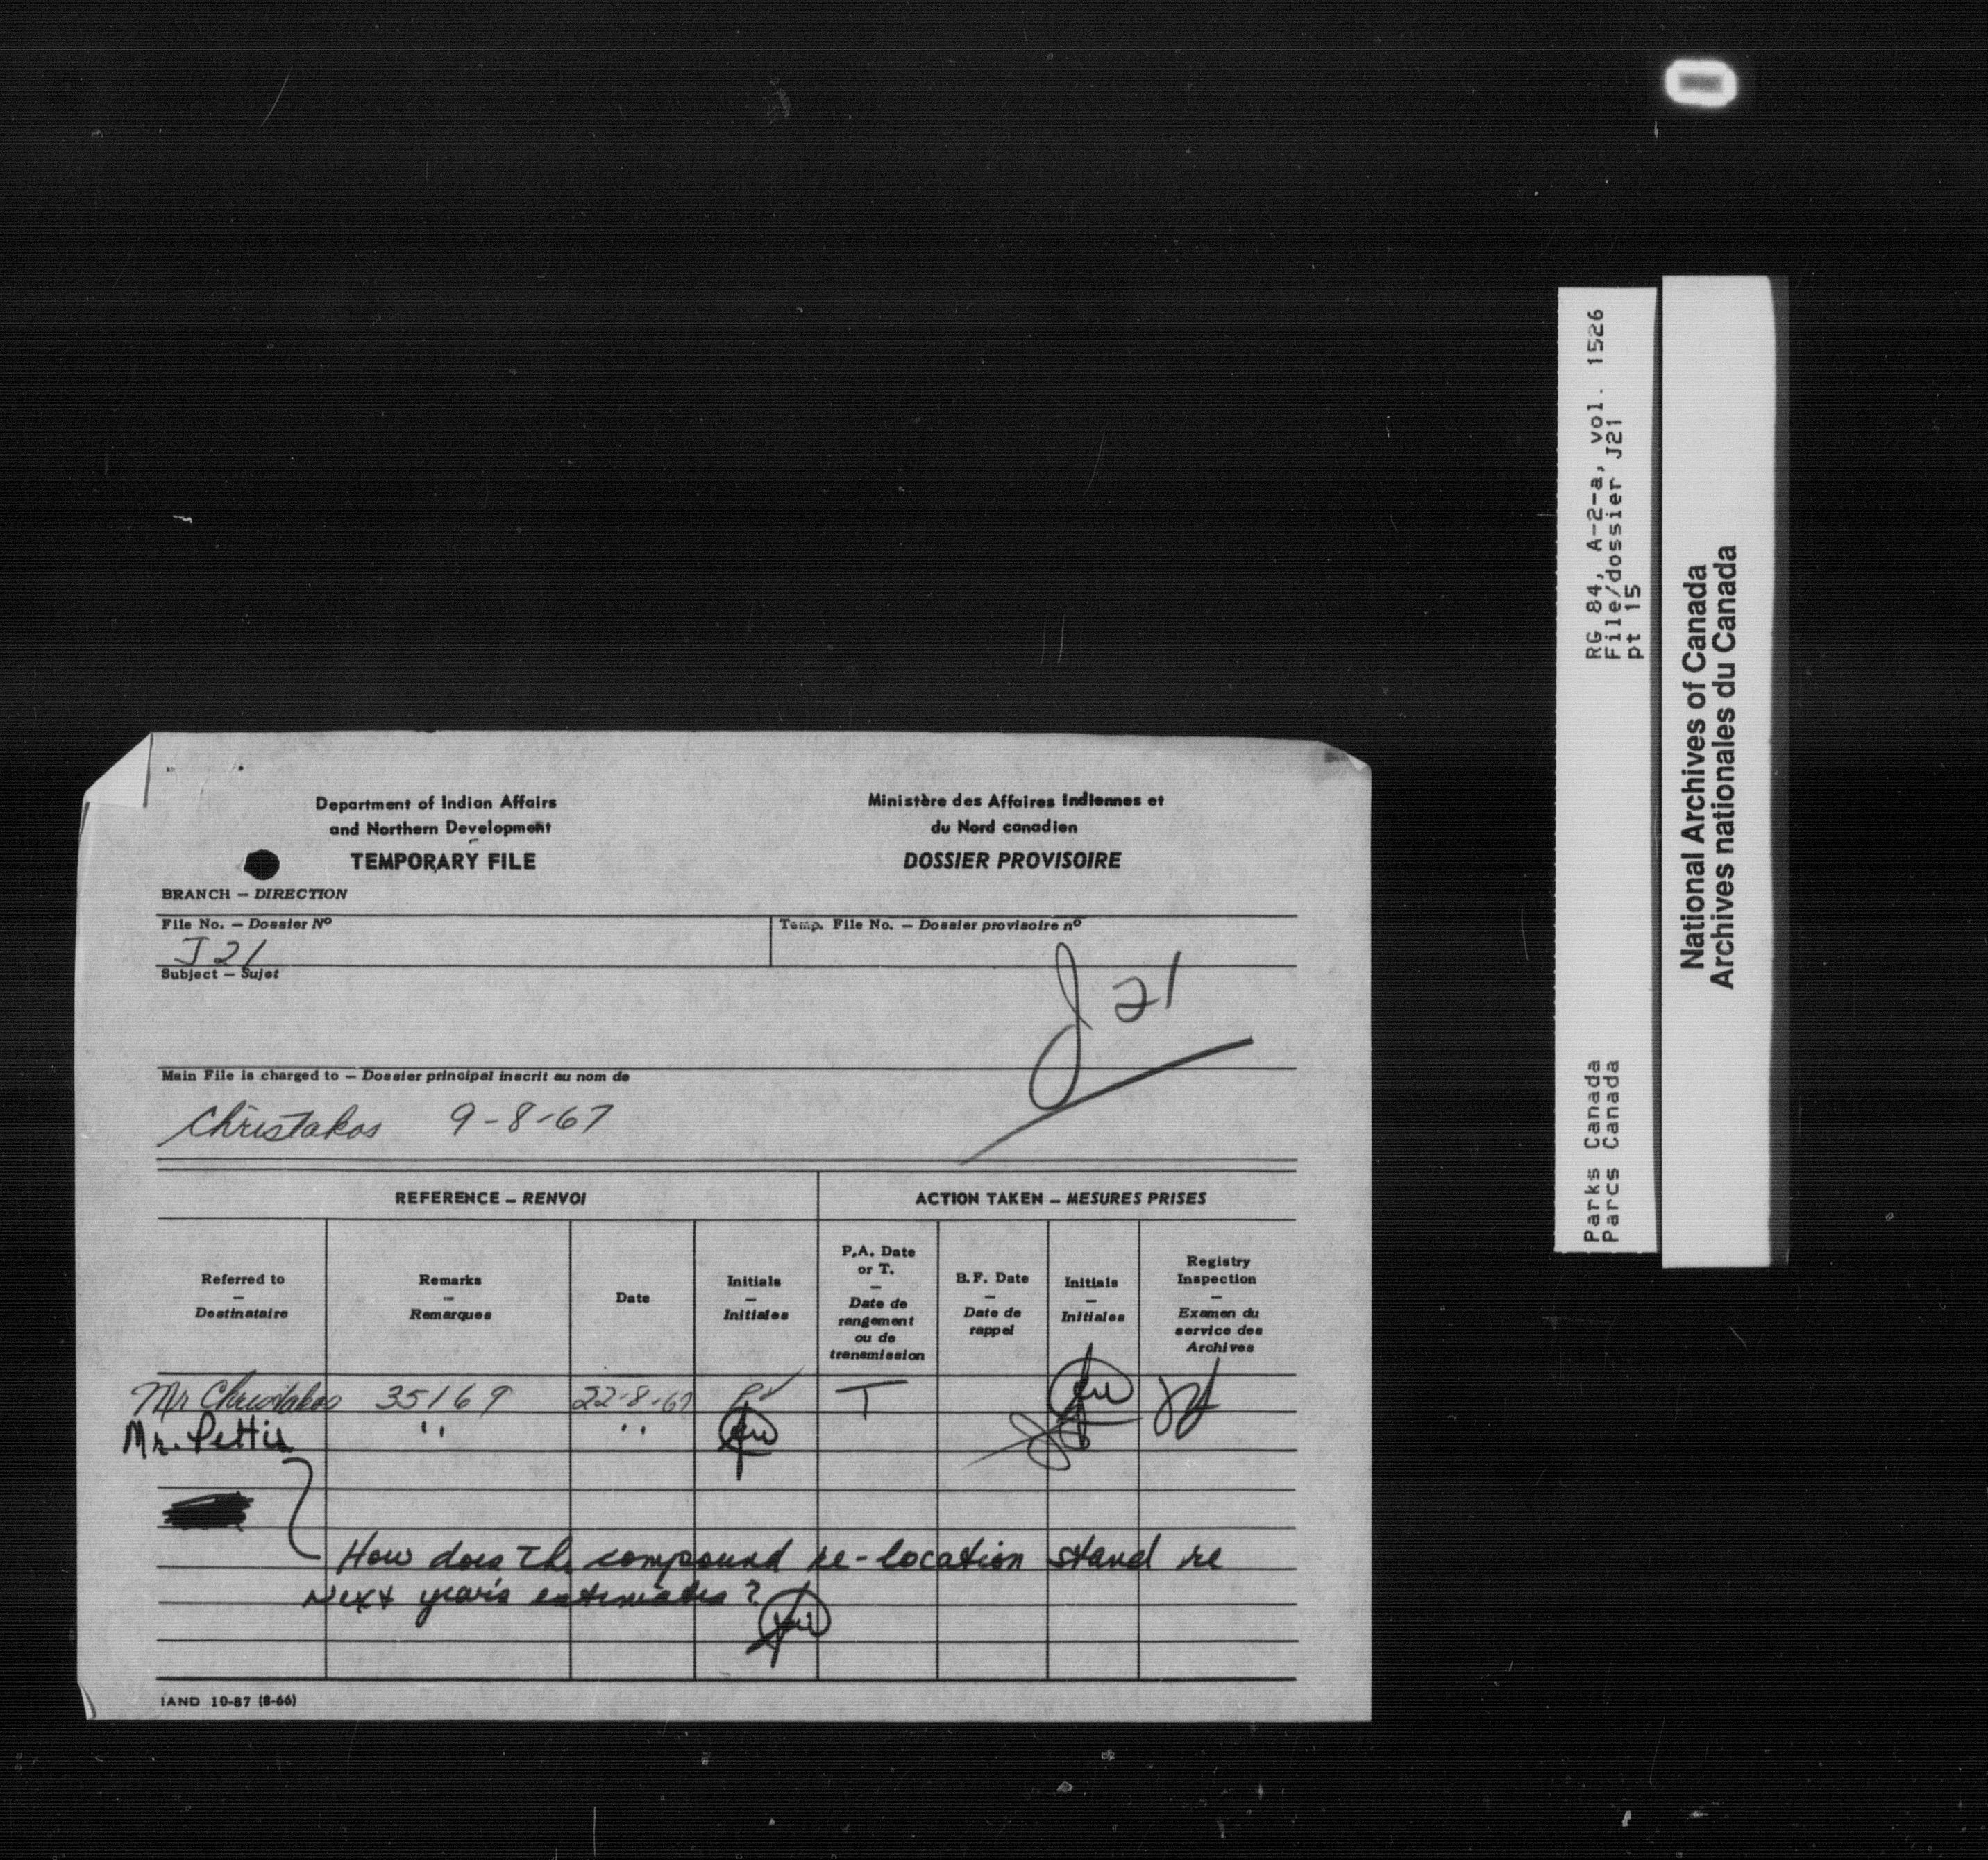 Department of Indian Affairs
and Northern Development
TEMPORARY FILE
Ministère des Affaires Indiennes et
du Nord canadien
DOSSIER PROVISOIRE
BRANCH – DIRECTION
File No. – Dossier Nº
J 21
Temp. File No. – Dossier provisoire nº
Subject – Sujet
J 21
Main File is charged to – Dossier principal inscrit au nom de
Christakos 9-8-67
REFERENCE – RENVOI
ACTION TAKEN – MESURES PRISES
Referred to
–
Destinataire
Remarks
–
Remarques
Date
Initials
–
Initiales
P.A. Date
or T.
–
Date de
rangement
ou de
transmission
B.F. Date
–
Date de
rappel
Initials
–
Initiales
Registry
Inspection
–
Examen du
service des
Archives
Mr Christakos 35169 22-8-67 T
Mr. Pettis " "
How does the compound re-location stand re
next year's estimates?
IAND 10-87 (8-66)
RG 84, A-2-a, vol. 1526
File/dossier J21
pt 15
Parks Canada
Parcs Canada
National Archives of Canada
Archives nationales du Canada